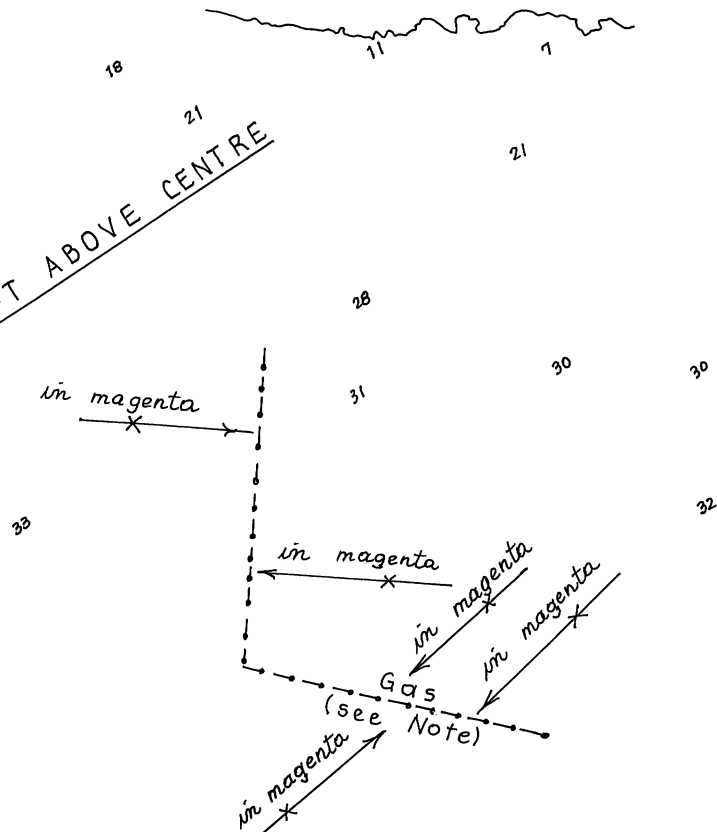 11
7
18
21
21
T ABOVE CENTRE
28
30
30
in magenta
31
33
32
in magenta
in magenta
in magenta
Gas
(see Note)
in magenta